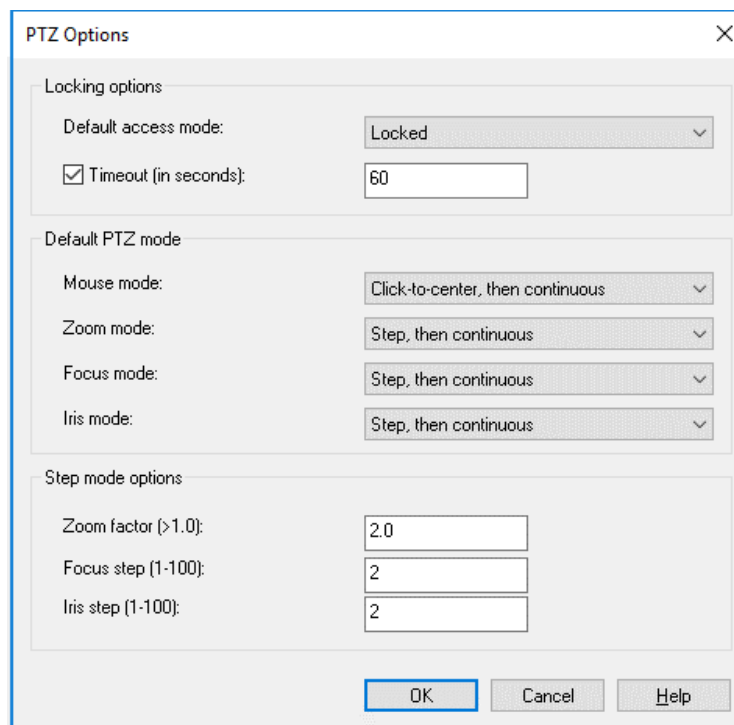 PTZ Options
Locking options
Default access mode: Locked
Timeout (in seconds): 60
Default PTZ mode
Mouse mode: Click-to-center, then continuous
Zoom mode: Step, then continuous
Focus mode: Step, then continuous
Iris mode: Step, then continuous
Step mode options
Zoom factor (>1.0): 2.0
Focus step (1-100): 2
Iris step (1-100): 2
OK Cancel Help